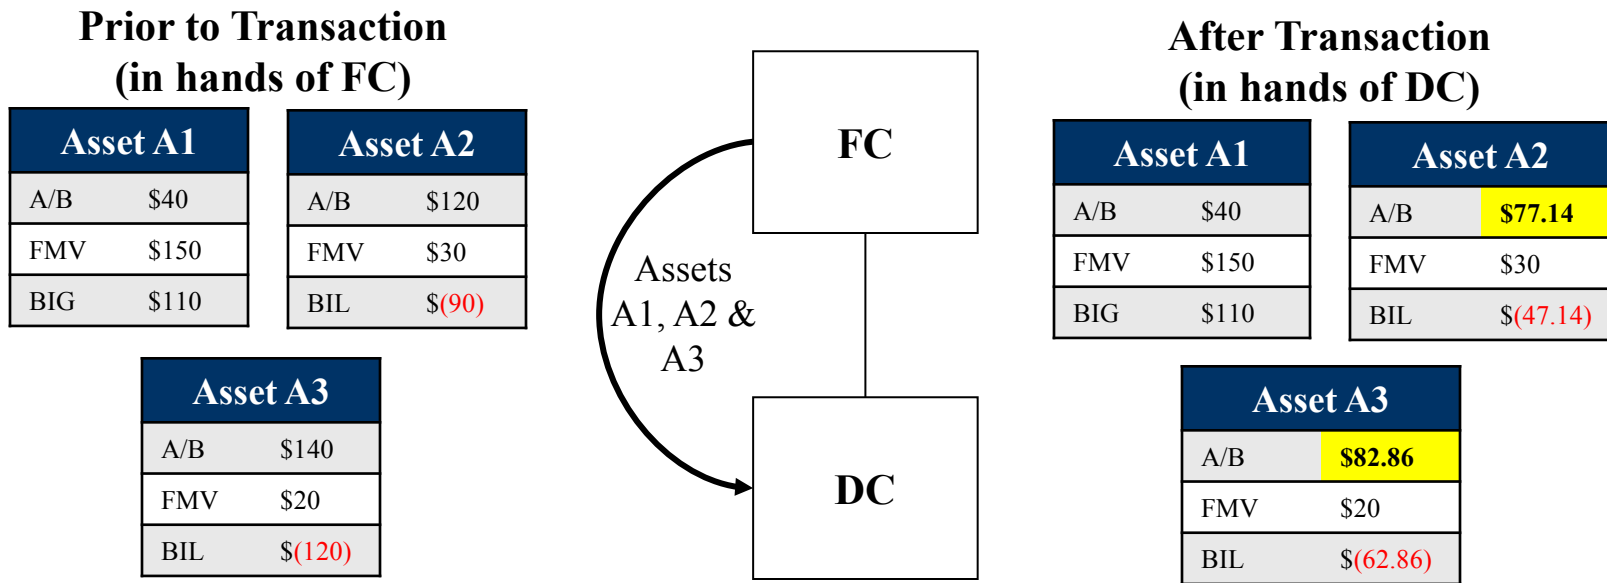 Prior to Transaction
(in hands of FC)
Asset A1
A/B $40
FMV $150
BIG $110
Asset A2
A/B $120
FMV $30
BIL $(90)
Asset A3
A/B $140
FMV $20
BIL $(120)
FC
Assets
A1, A2 &
A3
DC
After Transaction
(in hands of DC)
Asset A1
A/B $40
FMV $150
BIG $110
Asset A2
A/B $77.14
FMV $30
BIL $(47.14)
Asset A3
A/B $82.86
FMV $20
BIL $(62.86)